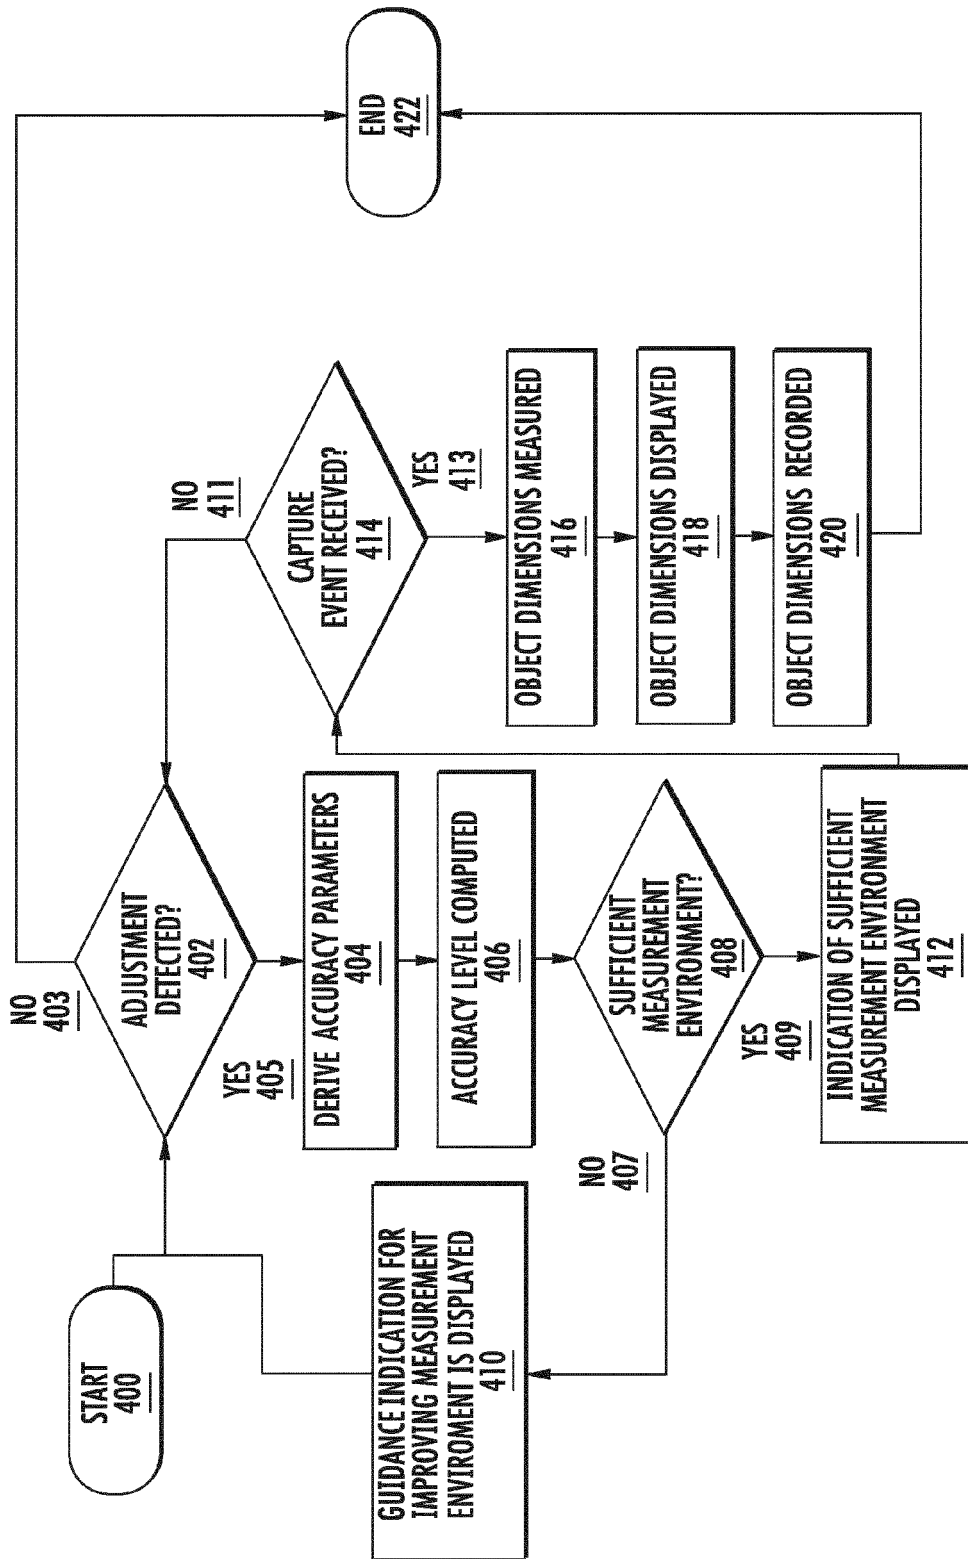 START
400
ADJUSTMENT
DETECTED?
402
NO
403
YES
405
DERIVE ACCURACY PARAMETERS
404
ACCURACY LEVEL COMPUTED
406
SUFFICIENT
MEASUREMENT
ENVIRONMENT?
408
NO
407
GUIDANCE INDICATION FOR
IMPROVING MEASUREMENT
ENVIROMENT IS DISPLAYED
410
YES
409
INDICATION OF SUFFICIENT
MEASUREMENT ENVIRONMENT
DISPLAYED
412
CAPTURE
EVENT RECEIVED?
414
NO
411
YES
413
OBJECT DIMENSIONS MEASURED
416
OBJECT DIMENSIONS DISPLAYED
418
OBJECT DIMENSIONS RECORDED
420
END
422